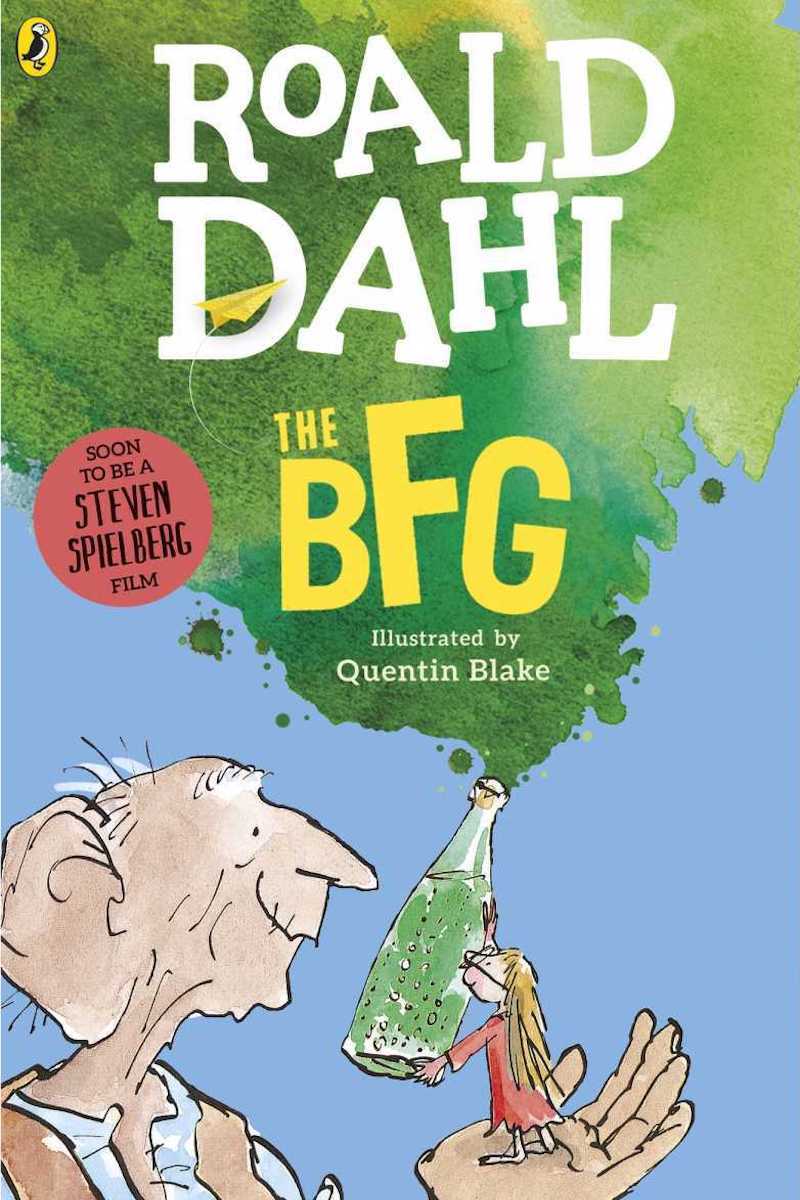 ROALD
DAHL
THE
BFG
SOON
TO BE A
STEVEN
SPIELBERG
FILM
Illustrated by
Quentin Blake